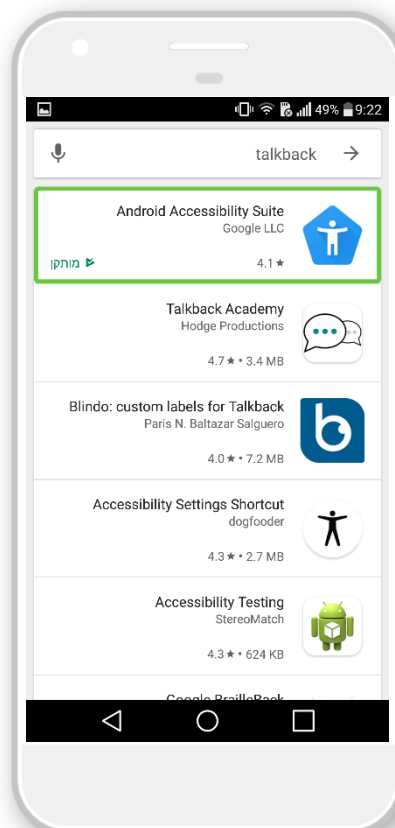 49% 9:22
talkback
Android Accessibility Suite
Google LLC
4.1★
מותקן
Talkback Academy
Hodge Productions
4.7★ • 3.4 MB
Blindo: custom labels for Talkback
Paris N. Baltazar Salguero
4.0★ • 7.2 MB
Accessibility Settings Shortcut
dogfooder
4.3★ • 2.7 MB
Accessibility Testing
StereoMatch
4.3★ • 624 KB
Google BrailleBack